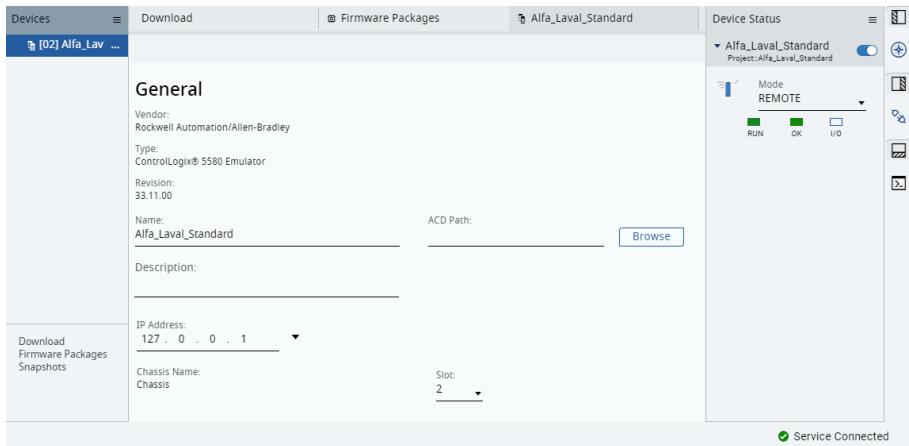 Devices
[02] Alfa_Lav ...
Download
Firmware Packages
Snapshots
Download
Firmware Packages
Alfa_Laval_Standard
General
Vendor:
Rockwell Automation/Allen-Bradley
Type:
ControlLogix® 5580 Emulator
Revision:
33.11.00
Name:
Alfa_Laval_Standard
ACD Path:
Browse
Description:
IP Address:
127 . 0 . 0 . 1
Chassis Name:
Chassis
Slot:
2
Device Status
Alfa_Laval_Standard
Project::Alfa_Laval_Standard
Mode
REMOTE
RUN OK I/O
Service Connected